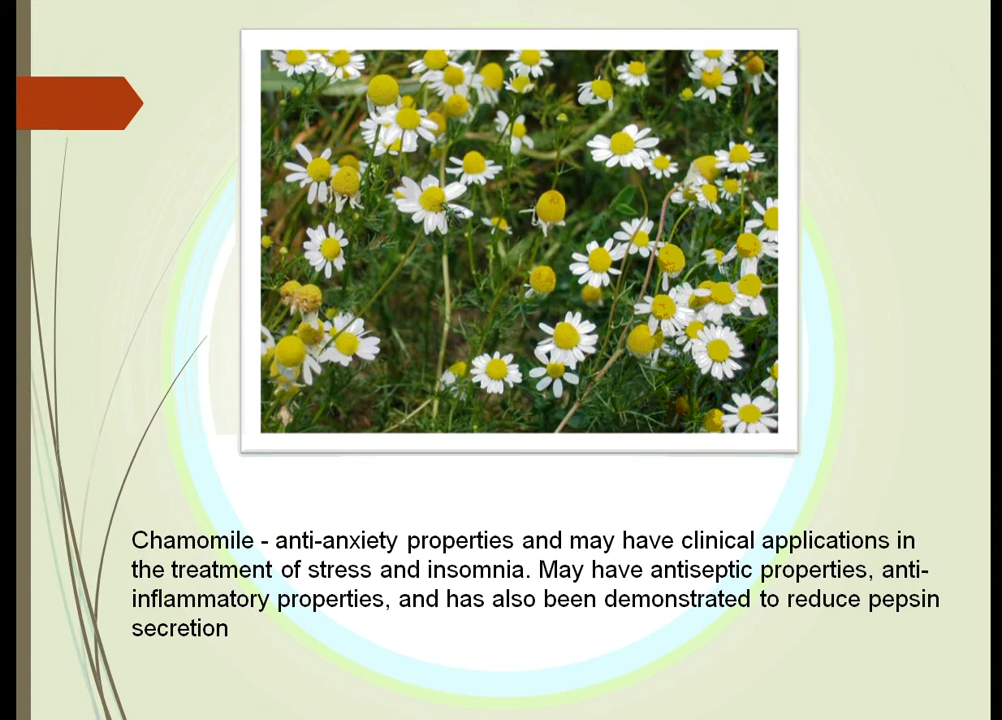 Chamomile - anti-anxiety properties and may have clinical applications in
the treatment of stress and insomnia. May have antiseptic properties, anti-
inflammatory properties, and has also been demonstrated to reduce pepsin
secretion